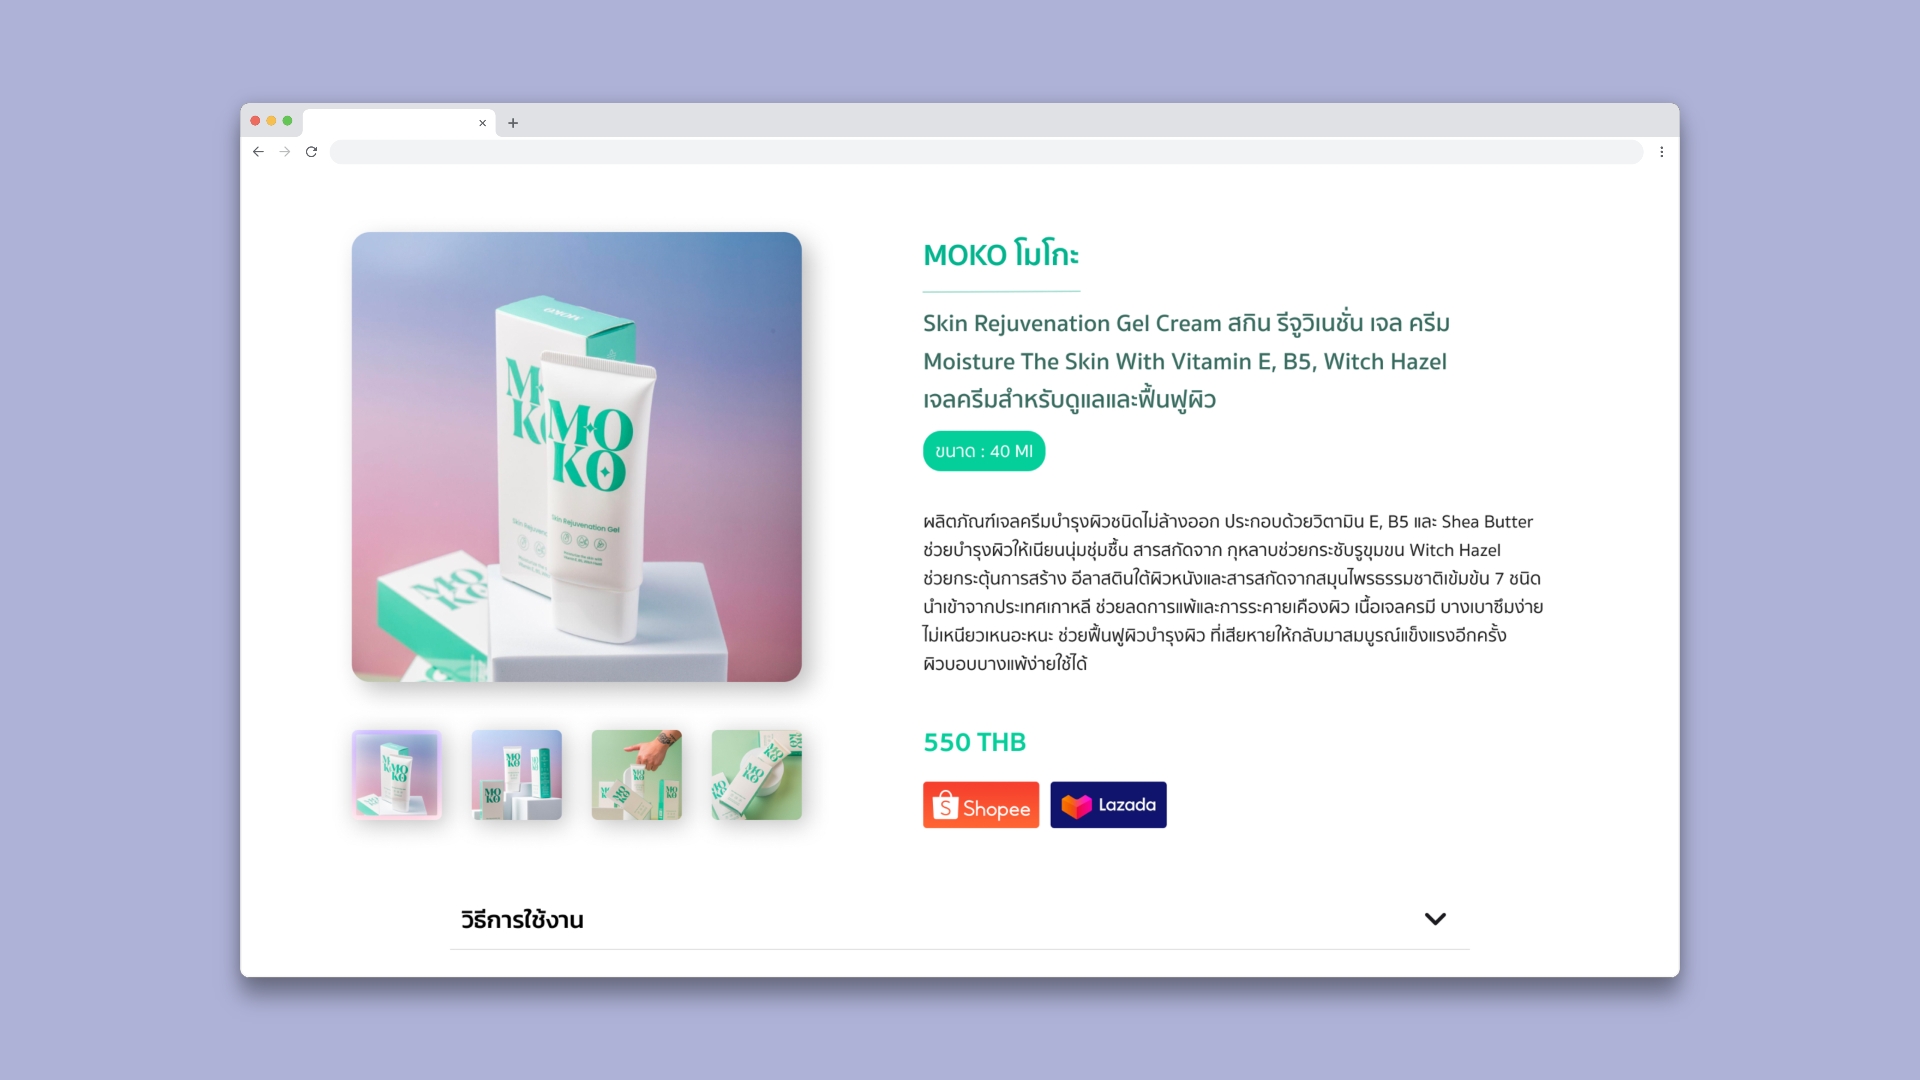 MO
KO
Skin Rejuvenation Gel
MOKO โมโกะ
Skin Rejuvenation Gel Cream สกิน รีจูวิเนชั่น เจล ครีม
Moisture The Skin With Vitamin E, B5, Witch Hazel
เจลครีมสำหรับดูแลและฟื้นฟูผิว
ขนาด : 40 Ml
ผลิตภัณฑ์เจลครีมบำรุงผิวชนิดไม่ล้างออก ประกอบด้วยวิตามิน E, B5 และ Shea Butter
ช่วยบำรุงผิวให้เนียนนุ่มชุ่มชื้น สารสกัดจาก กุหลาบช่วยกระชับรูขุมขน Witch Hazel
ช่วยกระตุ้นการสร้าง อีลาสตินใต้ผิวหนังและสารสกัดจากสมุนไพรธรรมชาติเข้มข้น 7 ชนิด
นำเข้าจากประเทศเกาหลี ช่วยลดการแพ้และการระคายเคืองผิว เนื้อเจลครมี บางเบาซึมง่าย
ไม่เหนียวเหนอะหนะ ช่วยฟื้นฟูผิวบำรุงผิว ที่เสียหายให้กลับมาสมบูรณ์แข็งแรงอีกครั้ง
ผิวบอบบางแพ้ง่ายใช้ได้
550 THB
Shopee
Lazada
วิธีการใช้งาน